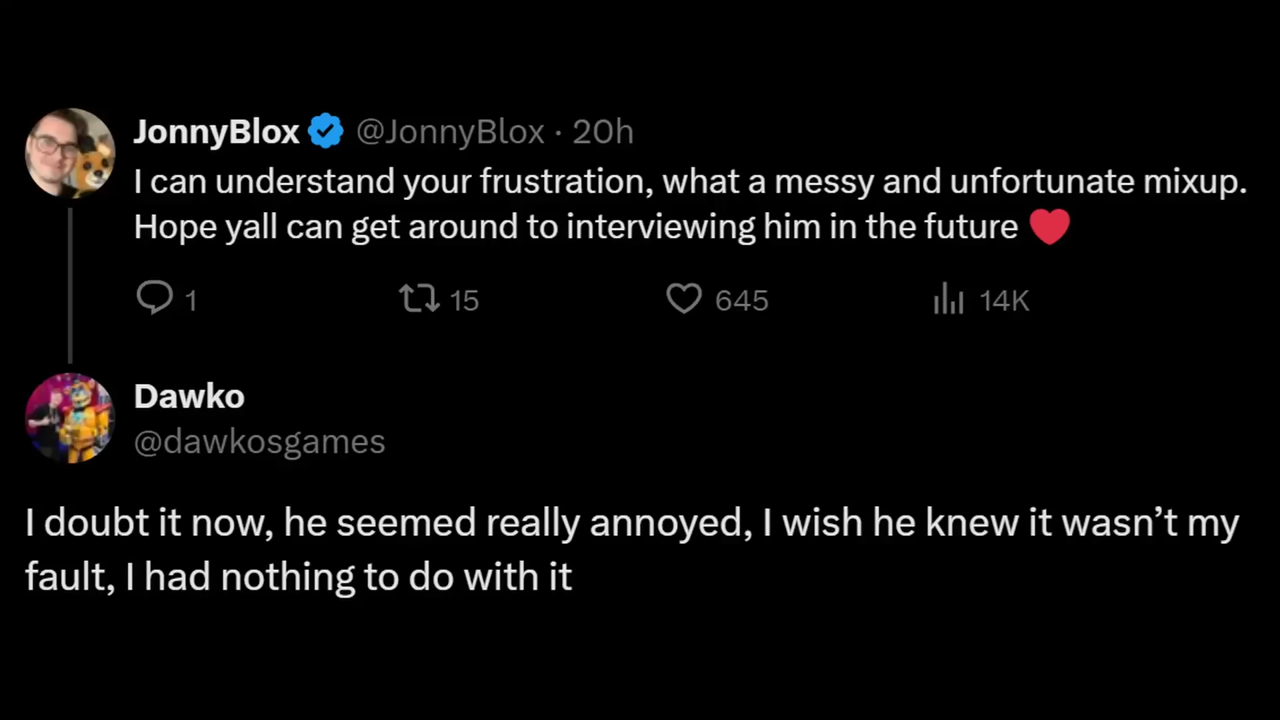 JonnyBlox @JonnyBlox · 20h
I can understand your frustration, what a messy and unfortunate mixup.
Hope yall can get around to interviewing him in the future ❤️
1 15 645 14K
Dawko
@dawkosgames
I doubt it now, he seemed really annoyed, I wish he knew it wasn’t my
fault, I had nothing to do with it